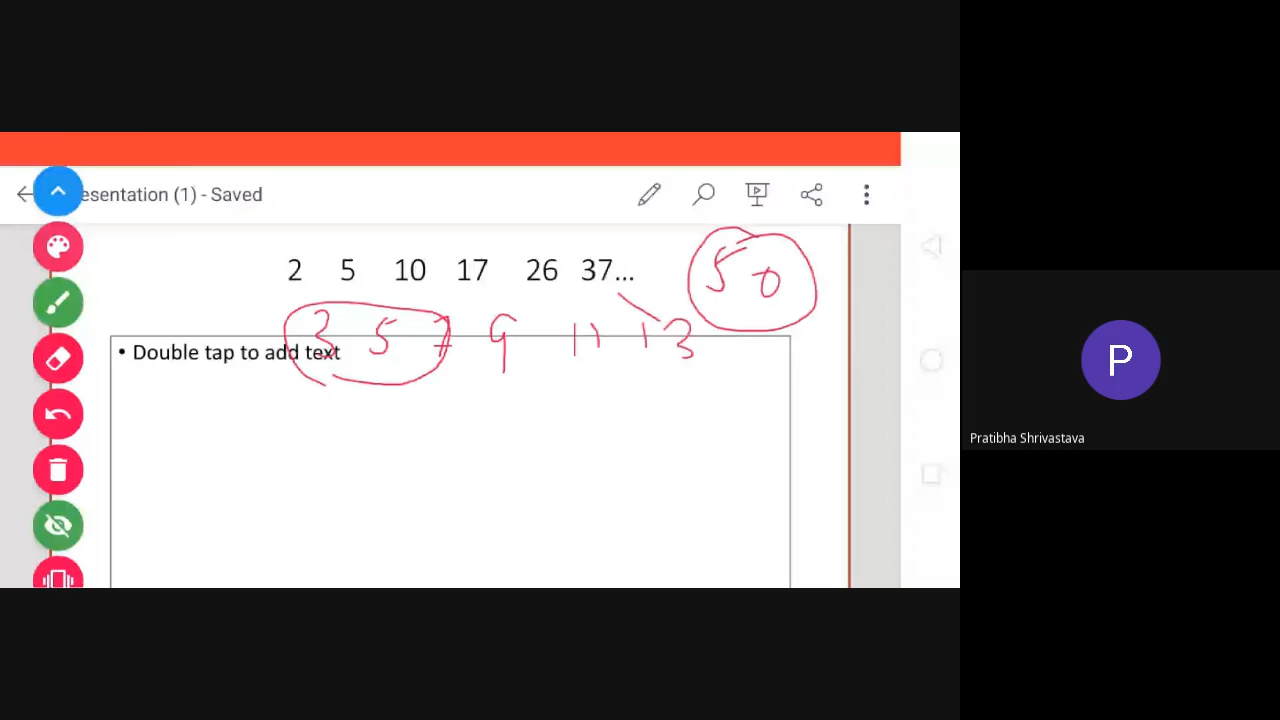 esentation (1) - Saved
2 5 10 17 26 37... 50
3 5 7 9 11 13
• Double tap to add text
P
Pratibha Shrivastava